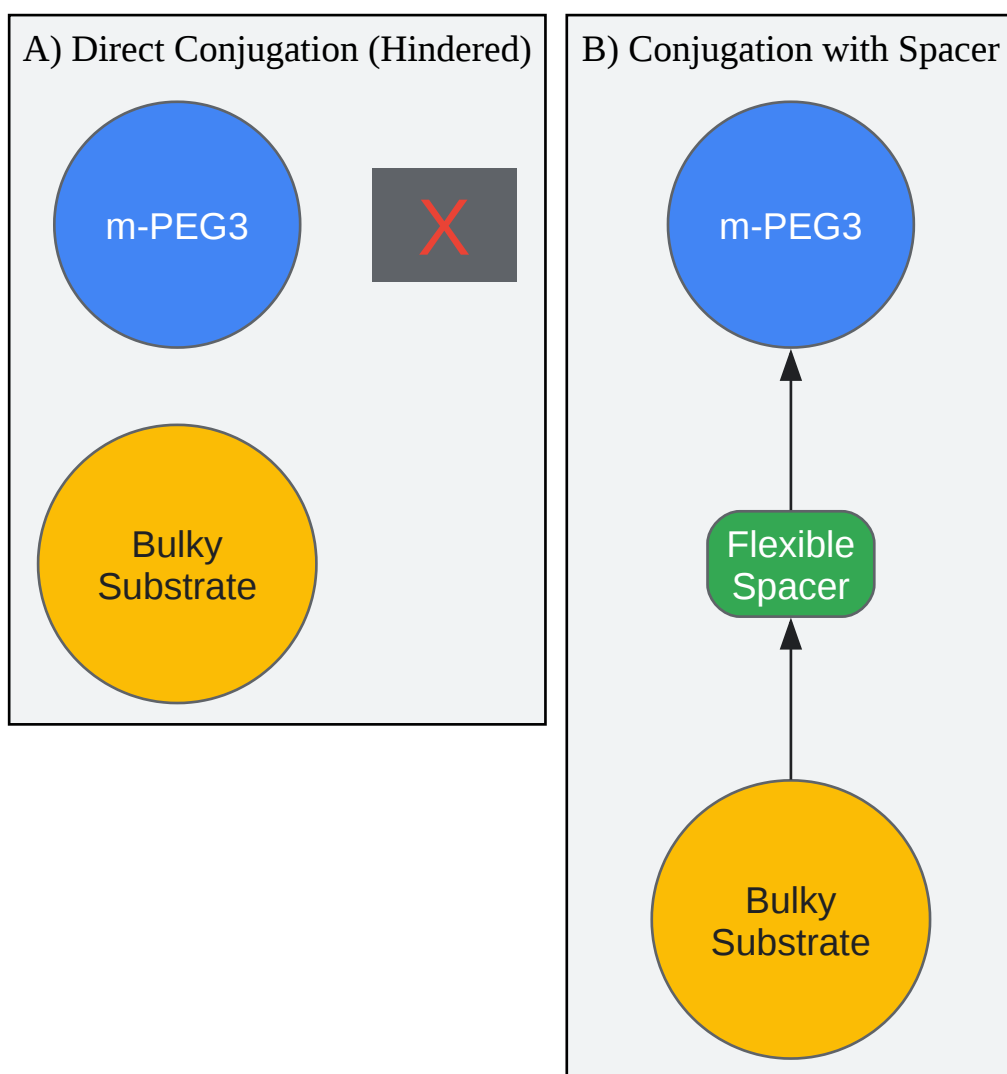 A) Direct Conjugation (Hindered)
m-PEG3
X
Bulky
Substrate
B) Conjugation with Spacer
m-PEG3
Flexible
Spacer
Bulky
Substrate